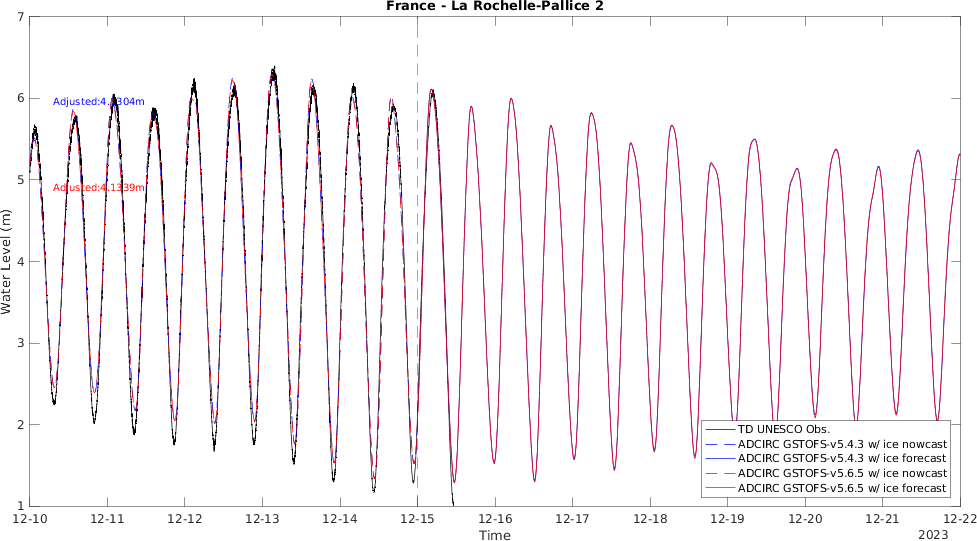 France - La Rochelle-Pallice 2
7
6
5
4
3
2
1
Water Level (m)
Adjusted:4.1304m
Adjusted:4.1339m
TD UNESCO Obs.
ADCIRC GSTOFS-v5.4.3 w/ ice nowcast
ADCIRC GSTOFS-v5.4.3 w/ ice forecast
ADCIRC GSTOFS-v5.6.5 w/ ice nowcast
ADCIRC GSTOFS-v5.6.5 w/ ice forecast
12-10 12-11 12-12 12-13 12-14 12-15 12-16 12-17 12-18 12-19 12-20 12-21 12-22
Time
2023